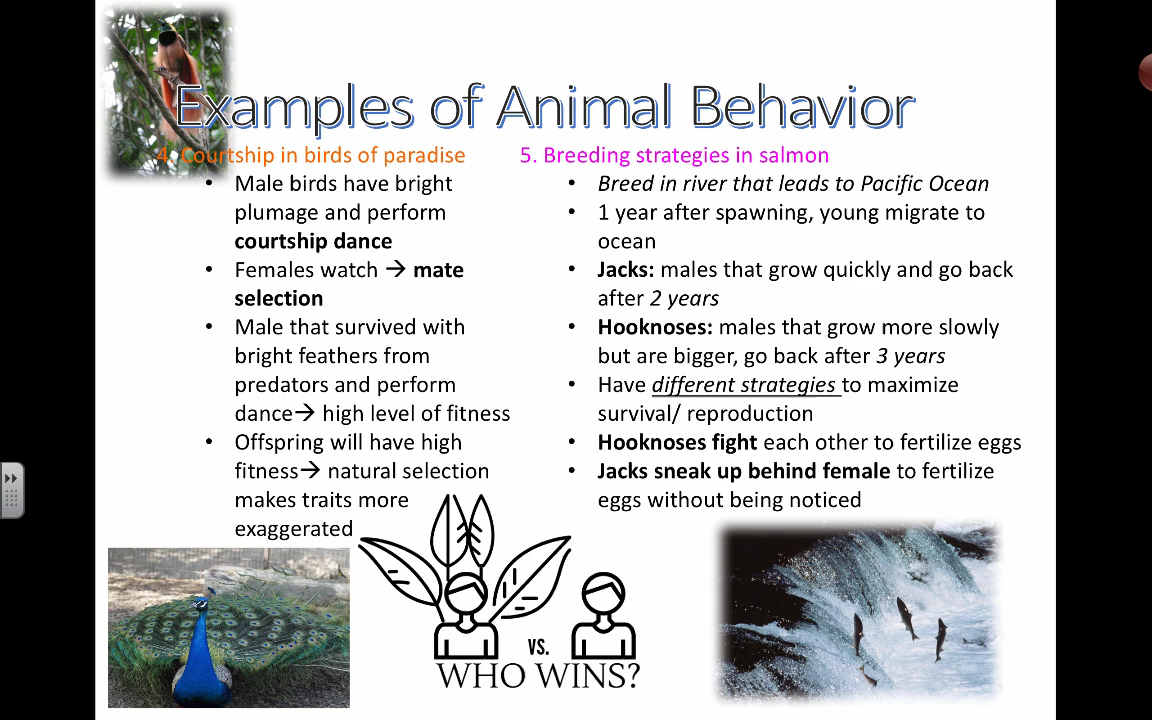 Examples of Animal Behavior
4. Courtship in birds of paradise
• Male birds have bright
plumage and perform
courtship dance
• Females watch → mate
selection
• Male that survived with
bright feathers from
predators and perform
dance→ high level of fitness
• Offspring will have high
fitness→ natural selection
makes traits more
exaggerated
5. Breeding strategies in salmon
• Breed in river that leads to Pacific Ocean
• 1 year after spawning, young migrate to
ocean
• Jacks: males that grow quickly and go back
after 2 years
• Hooknoses: males that grow more slowly
but are bigger, go back after 3 years
• Have different strategies to maximize
survival/ reproduction
• Hooknoses fight each other to fertilize eggs
• Jacks sneak up behind female to fertilize
eggs without being noticed
VS.
WHO WINS?